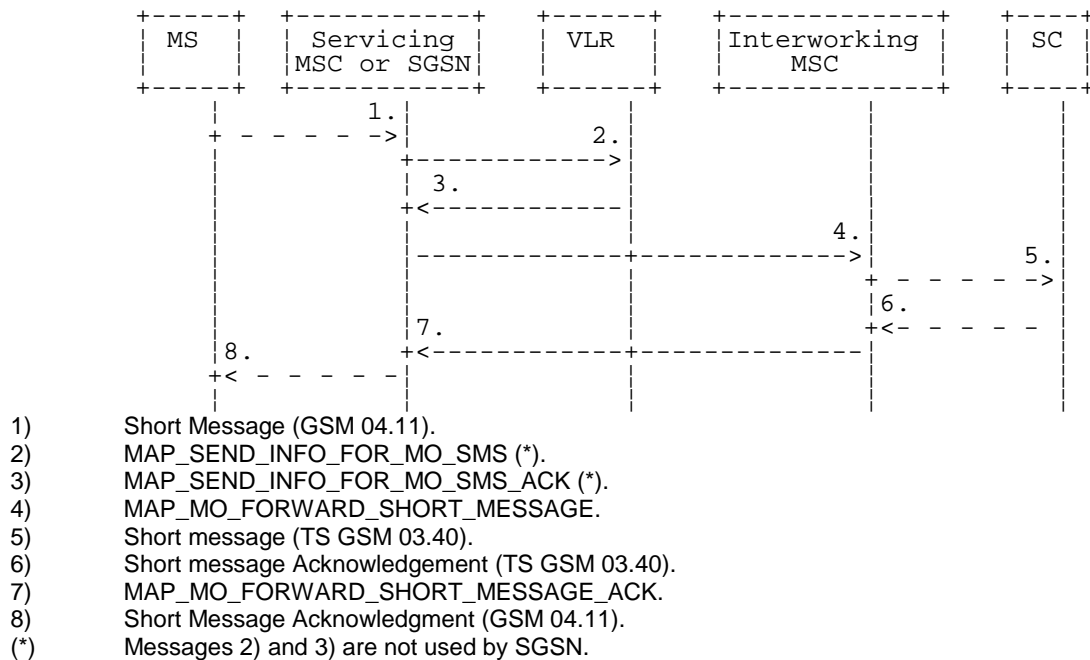 MS Servicing VLR Interworking SC
MSC or SGSN MSC
1.
2.
3.
4.
5.
6.
7.
8.
1) Short Message (GSM 04.11).
2) MAP_SEND_INFO_FOR_MO_SMS (*).
3) MAP_SEND_INFO_FOR_MO_SMS_ACK (*).
4) MAP_MO_FORWARD_SHORT_MESSAGE.
5) Short message (TS GSM 03.40).
6) Short message Acknowledgement (TS GSM 03.40).
7) MAP_MO_FORWARD_SHORT_MESSAGE_ACK.
8) Short Message Acknowledgment (GSM 04.11).
(*) Messages 2) and 3) are not used by SGSN.